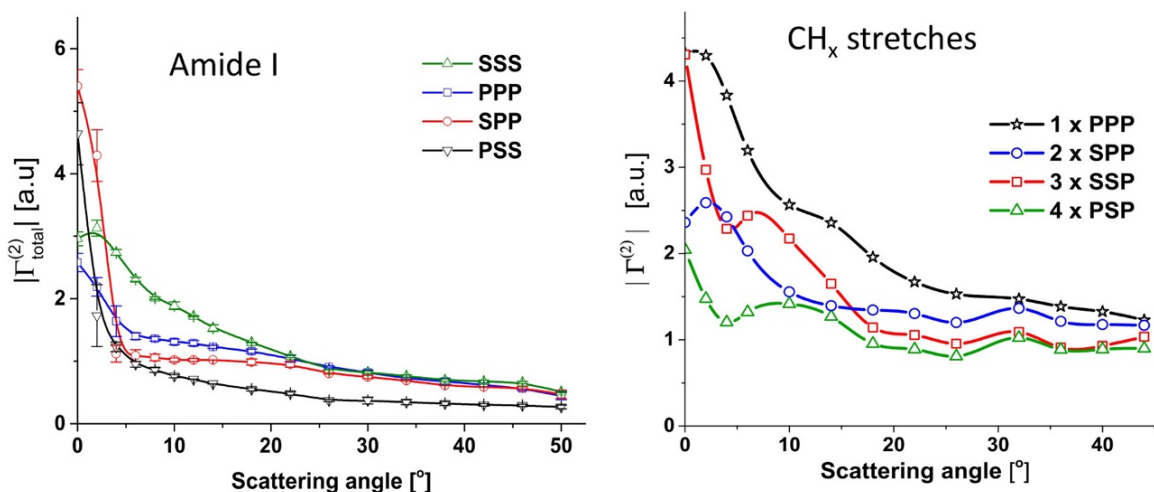 Amide I
SSS
PPP
SPP
PSS
|Γ(2)total| [a.u]
6
4
2
0
0 10 20 30 40 50
Scattering angle [°]
CHx stretches
1 x PPP
2 x SPP
3 x SSP
4 x PSP
| Γ(2) | [a.u.]
4
3
2
1
0
0 10 20 30 40
Scattering angle [°]